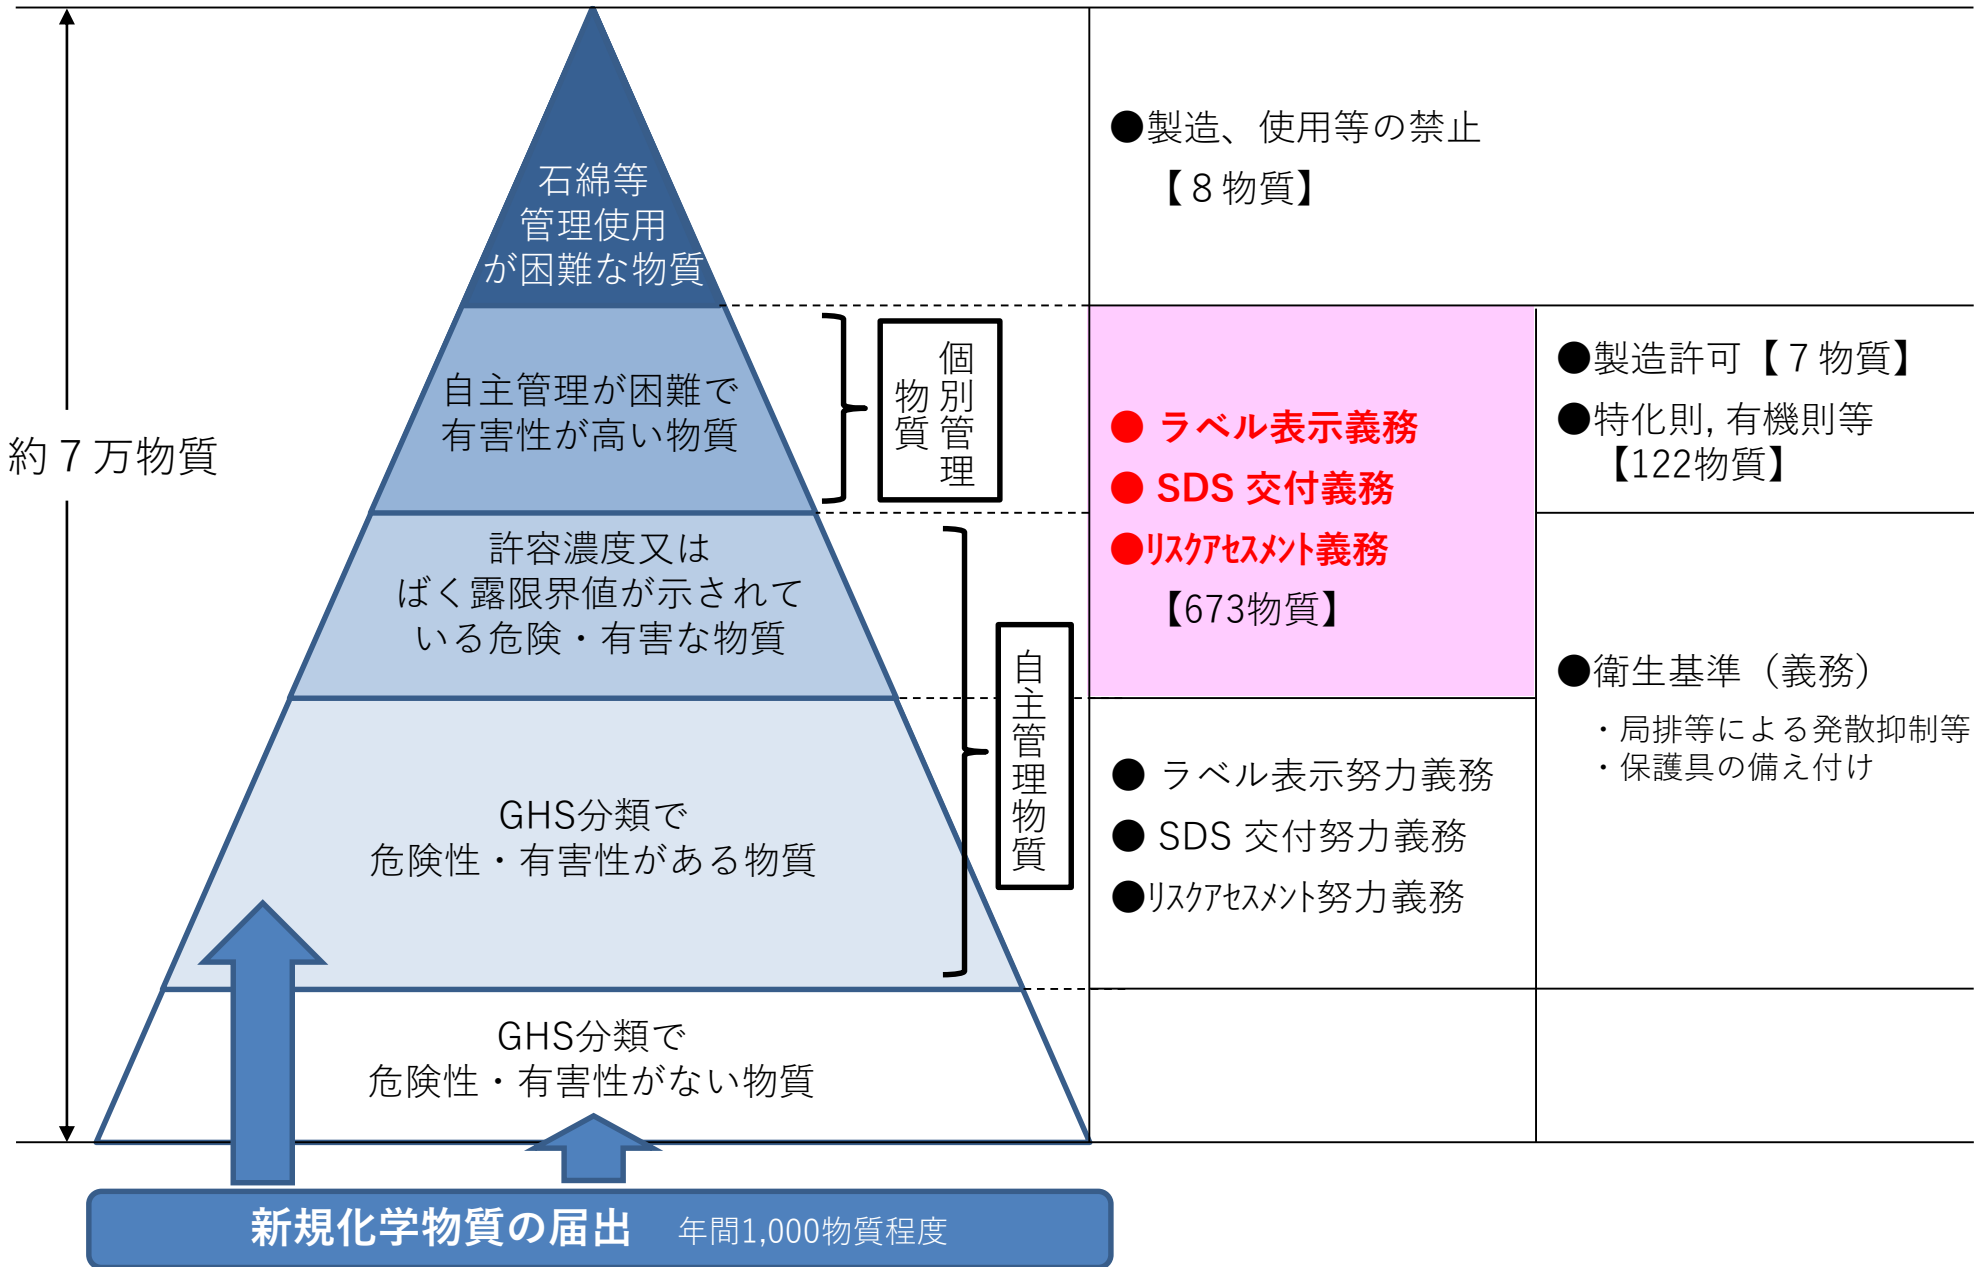 約７万物質
石綿等
管理使用
が困難な物質
自主管理が困難で
有害性が高い物質
許容濃度又は
ばく露限界値が示されて
いる危険・有害な物質
GHS分類で
危険性・有害性がある物質
GHS分類で
危険性・有害性がない物質
個別管理
物質
自主管理物質
●製造、使用等の禁止
【８物質】
● ラベル表示義務
● SDS 交付義務
●ﾘｽｸｱｾｽﾒﾝﾄ義務
【673物質】
●製造許可【７物質】
●特化則, 有機則等
【122物質】
● ラベル表示努力義務
● SDS 交付努力義務
●ﾘｽｸｱｾｽﾒﾝﾄ努力義務
●衛生基準（義務）
・局排等による発散抑制等
・保護具の備え付け
新規化学物質の届出　年間1,000物質程度